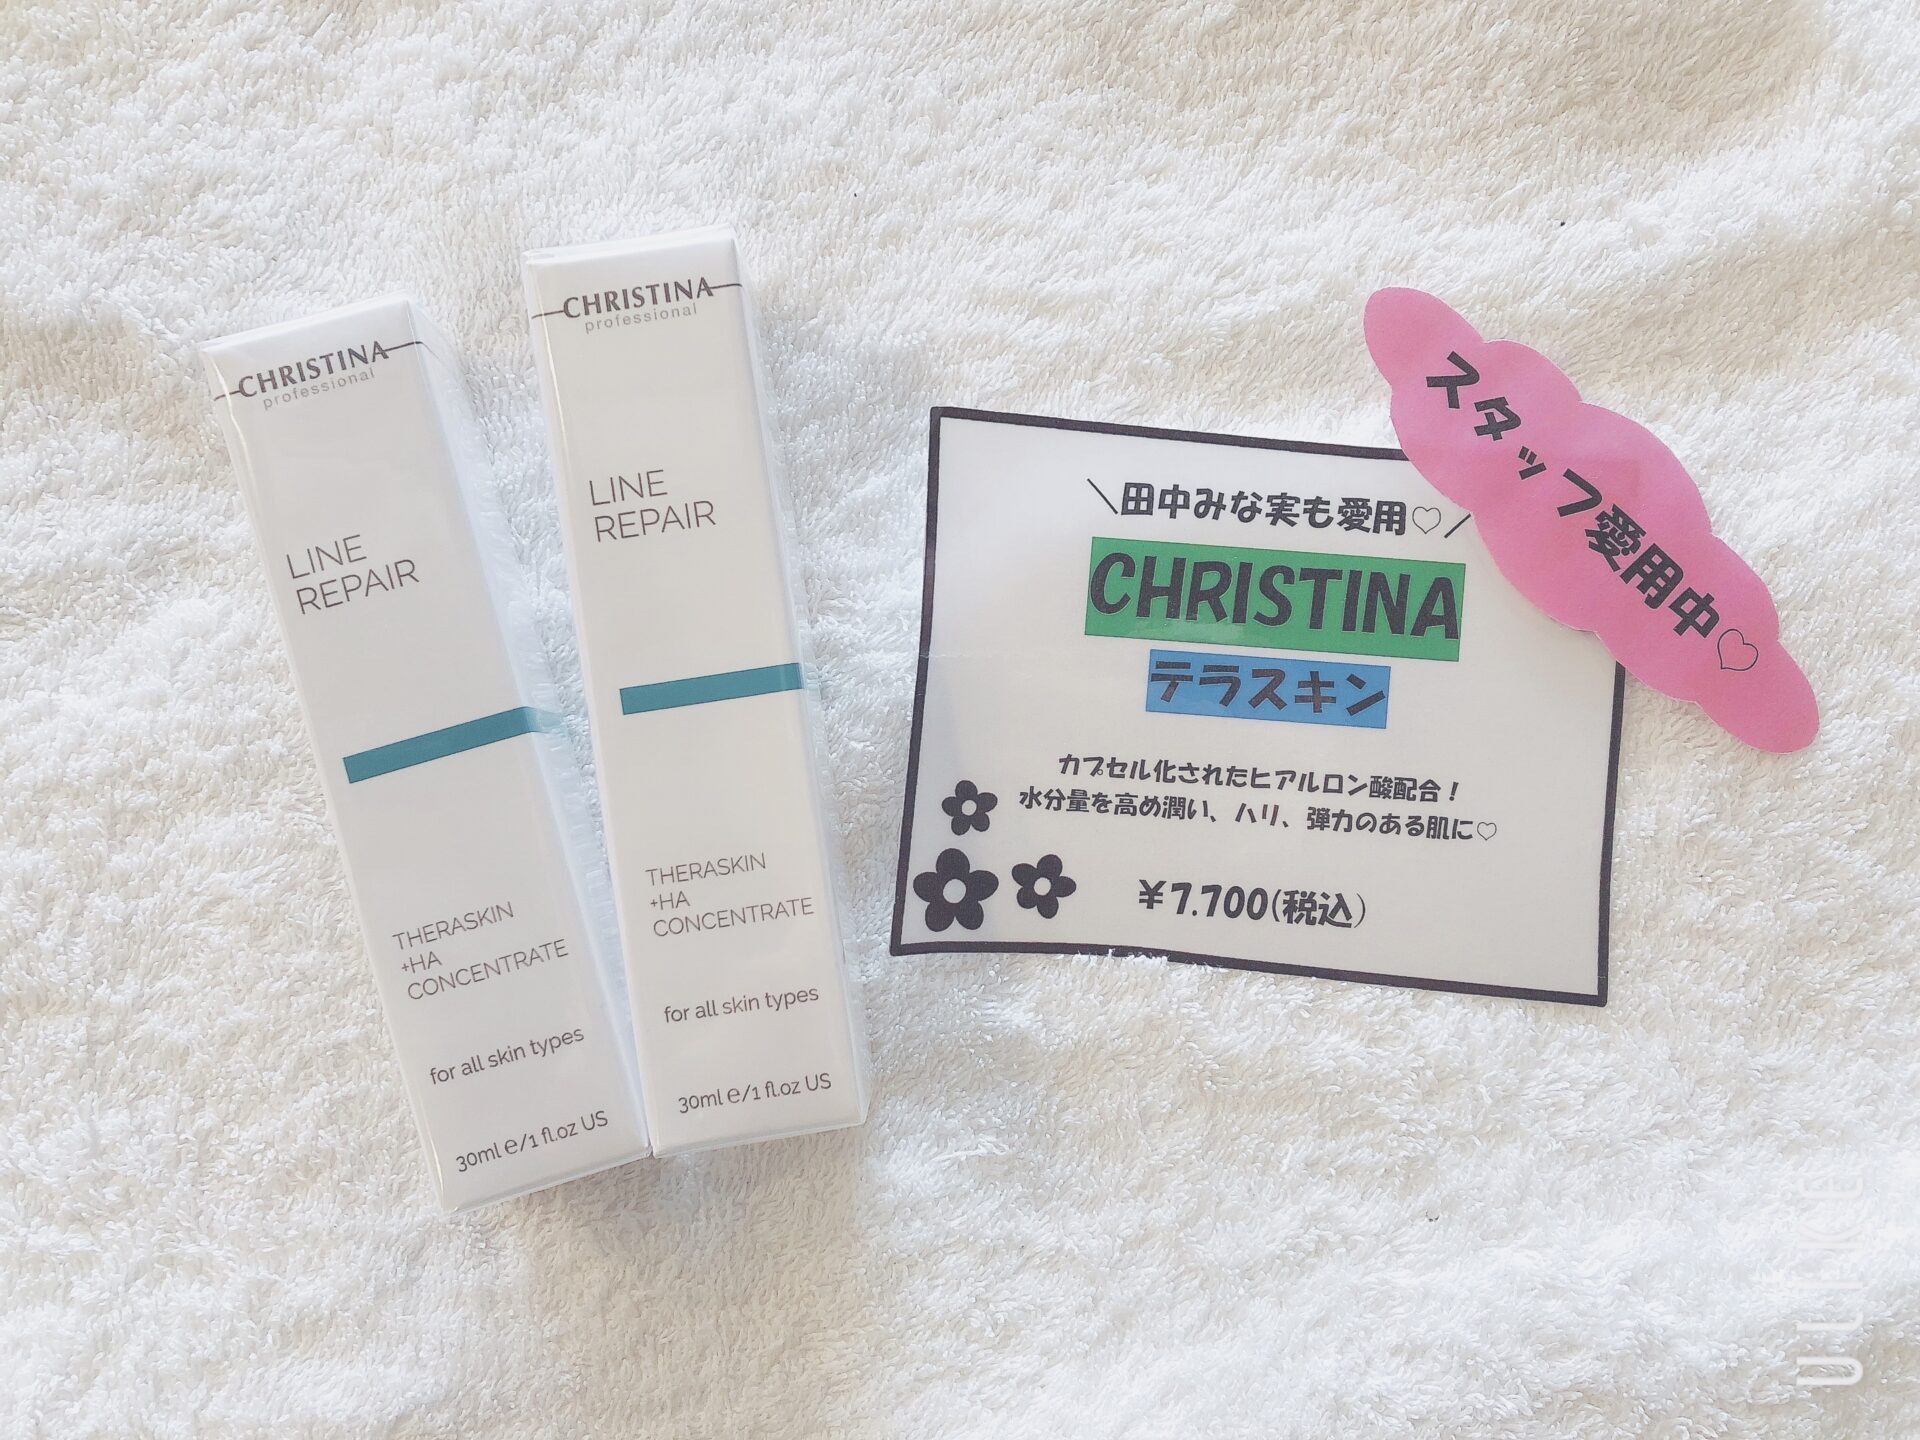 CHRISTINA
professional
LINE
REPAIR
THERASKIN
+HA
CONCENTRATE
for all skin types
30ml e/1 fl.oz US
CHRISTINA
professional
LINE
REPAIR
THERASKIN
+HA
CONCENTRATE
for all skin types
30ml e/1 fl.oz US
\田中みな実も愛用♡/
CHRISTINA
テラスキン
カプセル化されたヒアルロン酸配合！
水分量を高め潤い、ハリ、弾力のある肌に♡
¥7.700(税込)
スタッフ愛用中♡
ulike